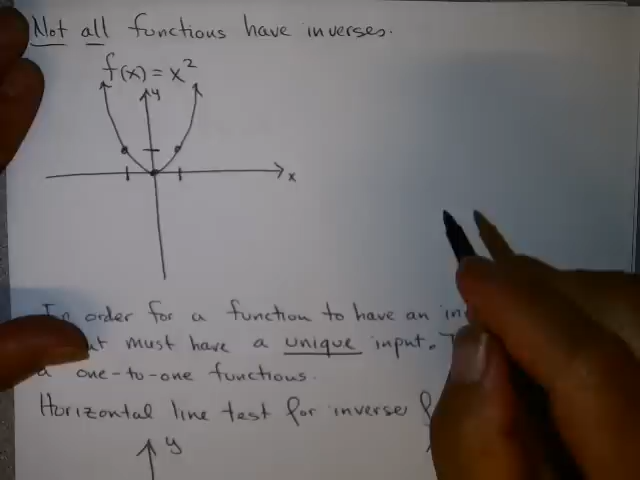 Not all functions have inverses.
f(x) = x²
y
x
In order for a function to have an
must have a unique input.
one-to-one functions.
Horizontal line test for inverse
y